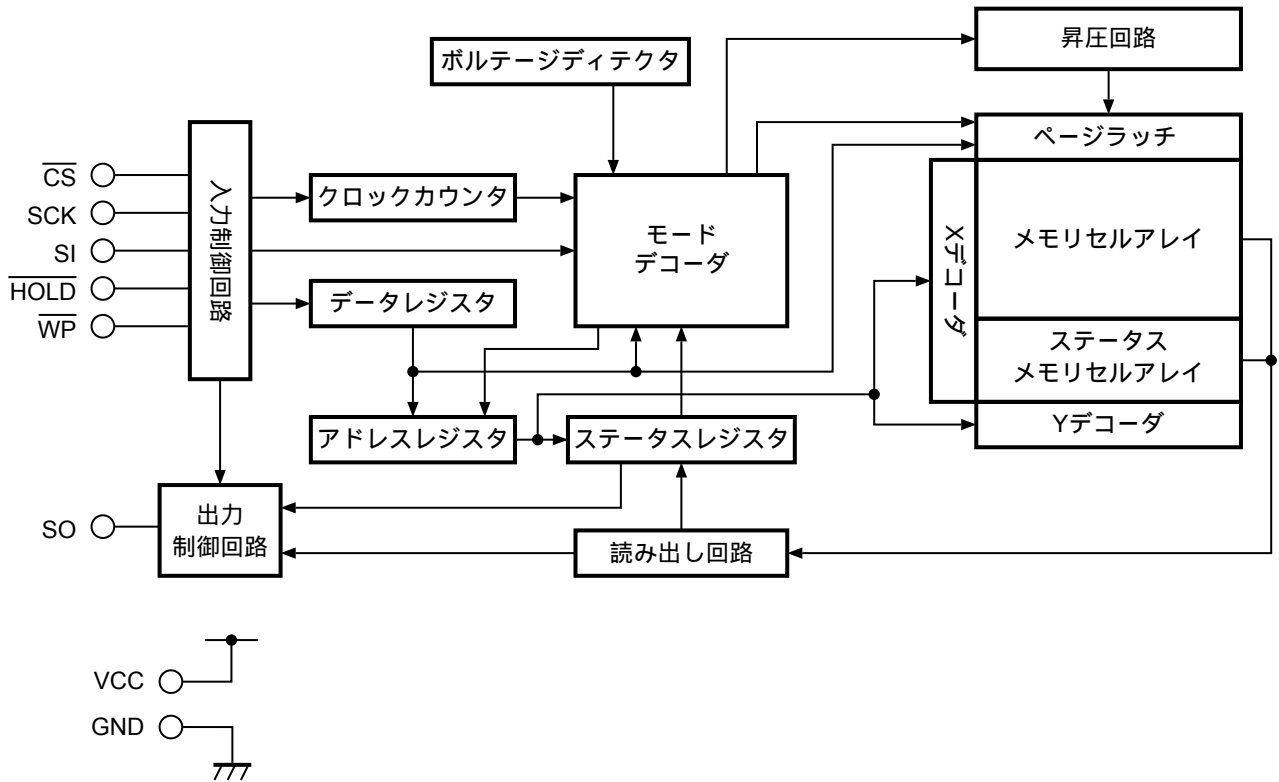 昇圧回路
ボルテージディテクタ
ページラッチ
CS
SCK
SI
HOLD
WP
入力制御回路
クロックカウンタ
モード
デコーダ
データレジスタ
Xデコーダ
メモリセルアレイ
ステータス
メモリセルアレイ
Yデコーダ
アドレスレジスタ
ステータスレジスタ
SO
出力
制御回路
読み出し回路
VCC
GND